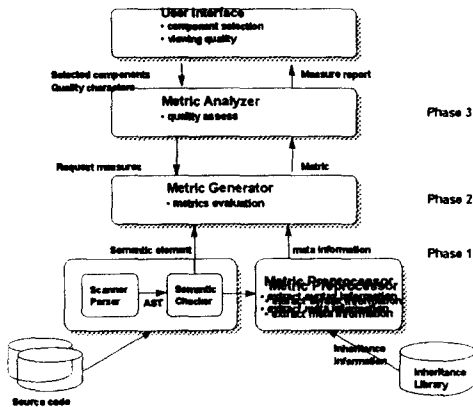 User Interface
• component selection
• viewing quality
Selected components
Quality characters
Measure report
Metric Analyzer
• quality assess
Phase 3
Request measures
Metric
Metric Generator
• metrics evaluation
Phase 2
Semantic element
meta information
Phase 1
Scanner
Parser
AST
Semantic
Checker
Metric Preprocessor
Inheritance
Information
Inheritance
Library
Source code